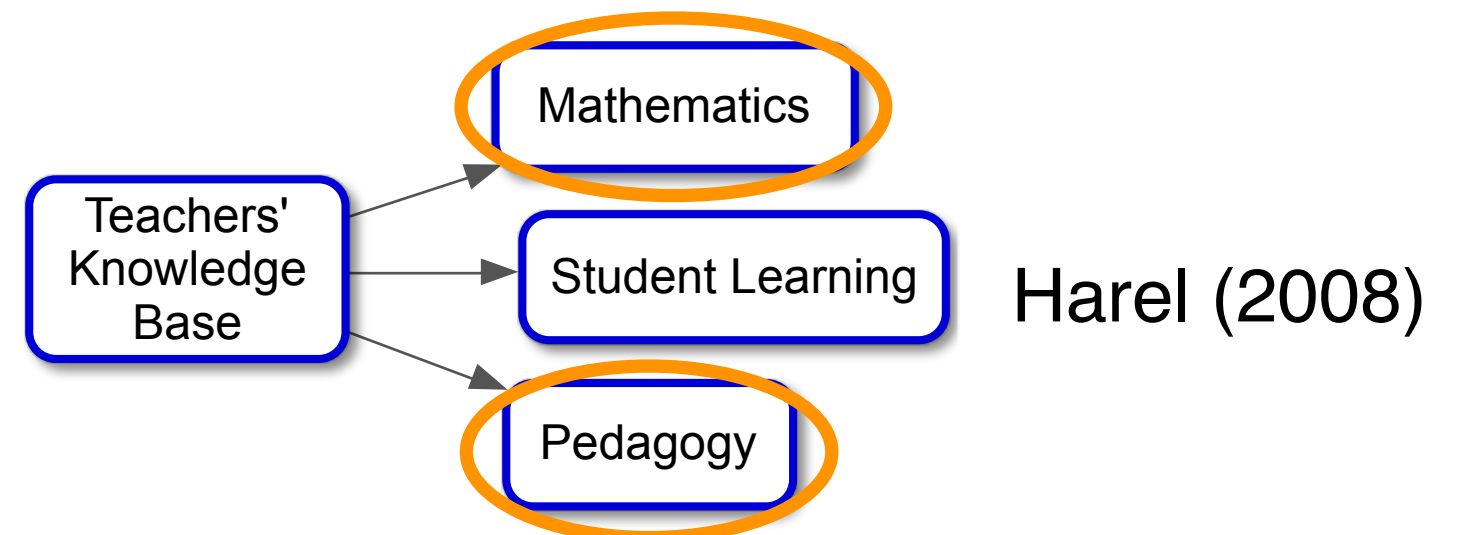 Mathematics
Teachers'
Knowledge
Base
Student Learning
Harel (2008)
Pedagogy